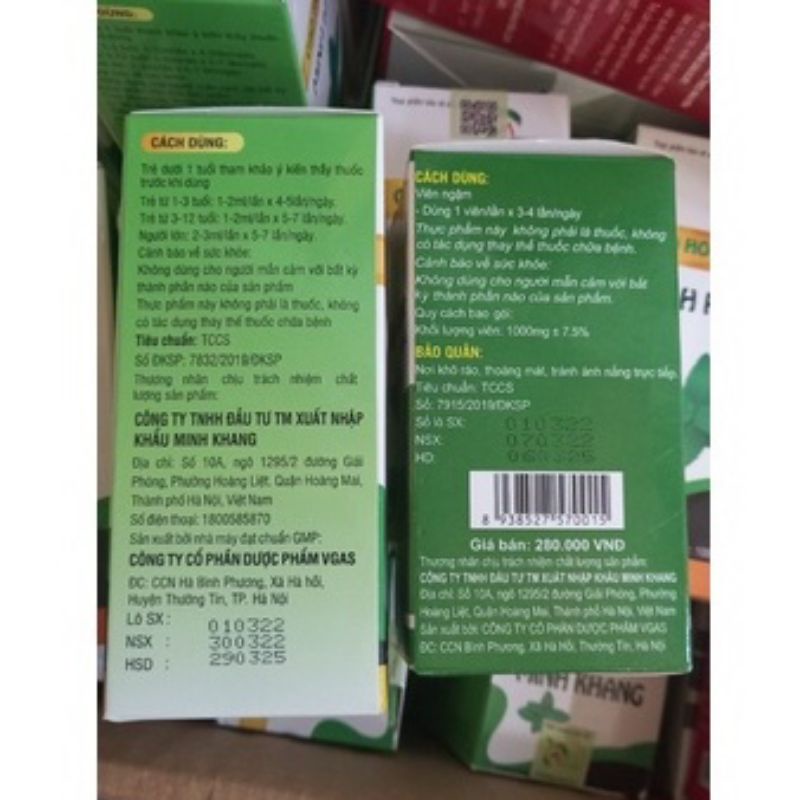 CÁCH DÙNG:
Trẻ dưới 1 tuổi tham khảo ý kiến thầy thuốc
trước khi dùng
Trẻ từ 1-3 tuổi: 1-2ml/lần x 4-5lần/ngày.
Trẻ từ 3-12 tuổi: 1-2ml/lần x 5-7 lần/ngày.
Người lớn: 2-3ml/lần x 5-7 lần/ngày.
Cảnh báo về sức khỏe:
Không dùng cho người mẫn cảm với bất kỳ
thành phần nào của sản phẩm
Thực phẩm này không phải là thuốc, không
có tác dụng thay thế thuốc chữa bệnh
Tiêu chuẩn: TCCS
Số ĐKSP: 7832/2019/ĐKSP
Thương nhân chịu trách nhiệm chất
lượng sản phẩm:
CÔNG TY TNHH ĐẦU TƯ TM XUẤT NHẬP
KHẨU MINH KHANG
Địa chỉ: Số 10A, ngõ 1295/2 đường Giải
Phóng, Phường Hoàng Liệt, Quận Hoàng Mai,
Thành phố Hà Nội, Việt Nam
Số điện thoại: 1800585870
Sản xuất bởi nhà máy đạt chuẩn GMP:
CÔNG TY CỔ PHẦN DƯỢC PHẨM VGAS
ĐC: CCN Hà Bình Phương, Xã Hà hồi,
Huyện Thường Tín, TP. Hà Nội
Lô SX : 010322
NSX : 300322
HSD : 290325
CÁCH DÙNG:
Viên ngậm
- Dùng 1 viên/lần x 3-4 lần/ngày
Thực phẩm này không phải là thuốc, không
có tác dụng thay thế thuốc chữa bệnh.
Cảnh báo về sức khỏe:
Không dùng cho người mẫn cảm với bất
kỳ thành phần nào của sản phẩm.
Quy cách bao gói:
Khối lượng viên: 1000mg ± 7.5%
BẢO QUẢN:
Nơi khô ráo, thoáng mát, tránh ánh nắng trực tiếp.
Tiêu chuẩn: TCCS
Số: 7915/2019/ĐKSP
Số lô SX: 010322
NSX: 070322
HD: 060325
8 938527 570015
Giá bán: 280.000 VNĐ
Thương nhân chịu trách nhiệm chất lượng sản phẩm:
CÔNG TY TNHH ĐẦU TƯ TM XUẤT NHẬP KHẨU MINH KHANG
Địa chỉ: Số 10A, ngõ 1295/2 đường Giải Phóng, Phường
Hoàng Liệt, Quận Hoàng Mai, Thành phố Hà Nội, Việt Nam
Sản xuất bởi: CÔNG TY CỔ PHẦN DƯỢC PHẨM VGAS
ĐC: CCN Bình Phương, Xã Hà Hồi, Thường Tín, Hà Nội
MINH KHANG